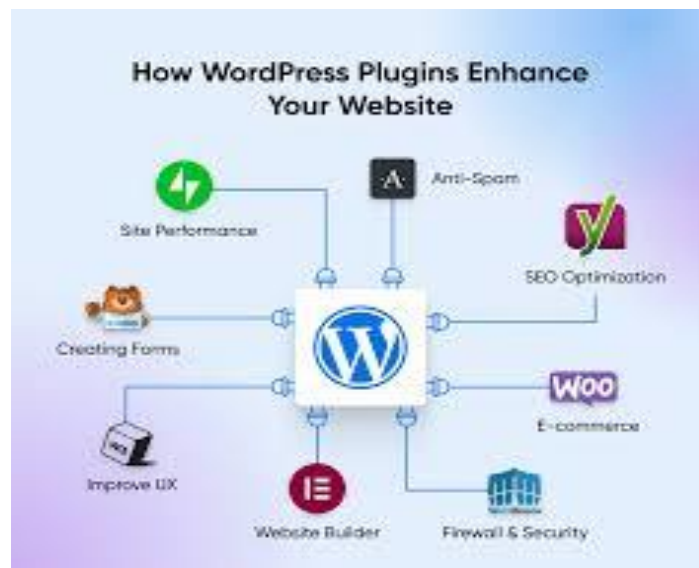 How WordPress Plugins Enhance
Your Website
Anti-Spam
Site Performance
SEO Optimization
Creating Forms
WOO
E-commerce
Improve UX
Website Builder
Firewall & Security